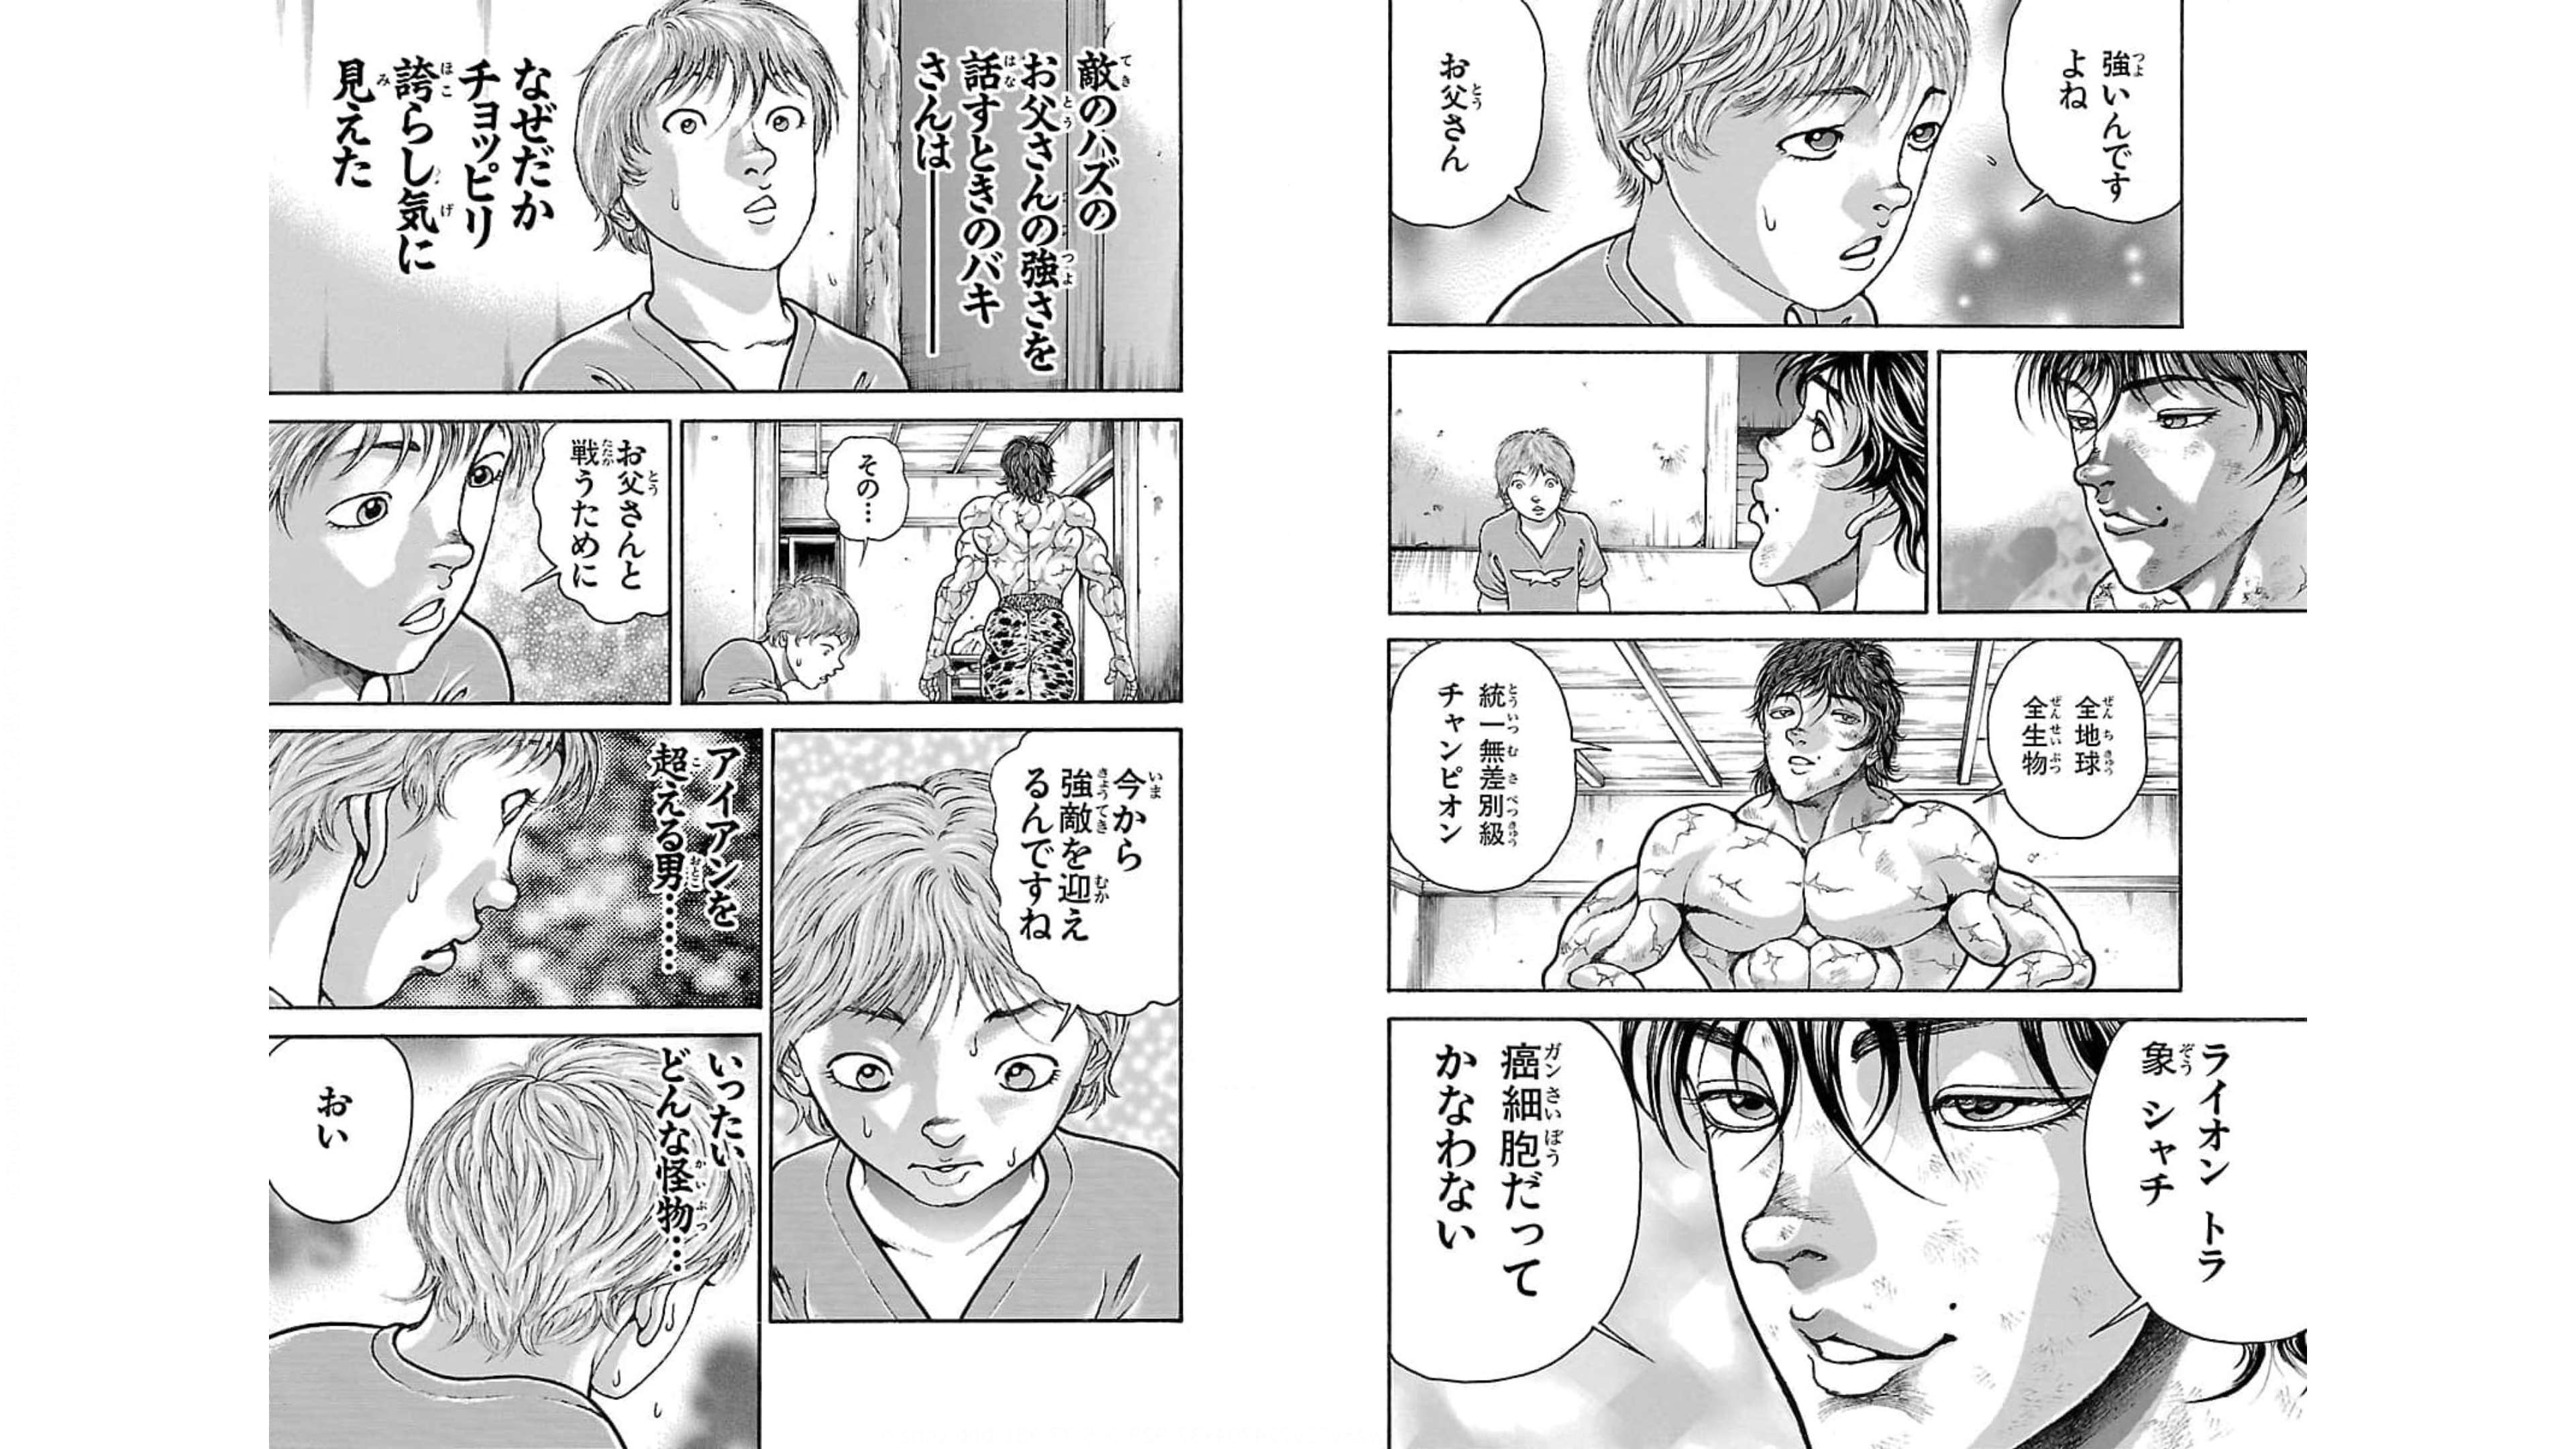 強いんです
よね
お父さん
全地球
全生物
統一無差別級
チャンピオン
ライオン トラ
象 シャチ
癌細胞だって
かなわない
敵のハズの
お父さんの強さを
話すときのバキ
さんは──
なぜだか
チョッピリ
誇らし気に
見えた
その…
お父さんと
戦うために
今から
強敵を迎え
るんですね
アイアンを
超える男………
いったい
どんな怪物…
おい